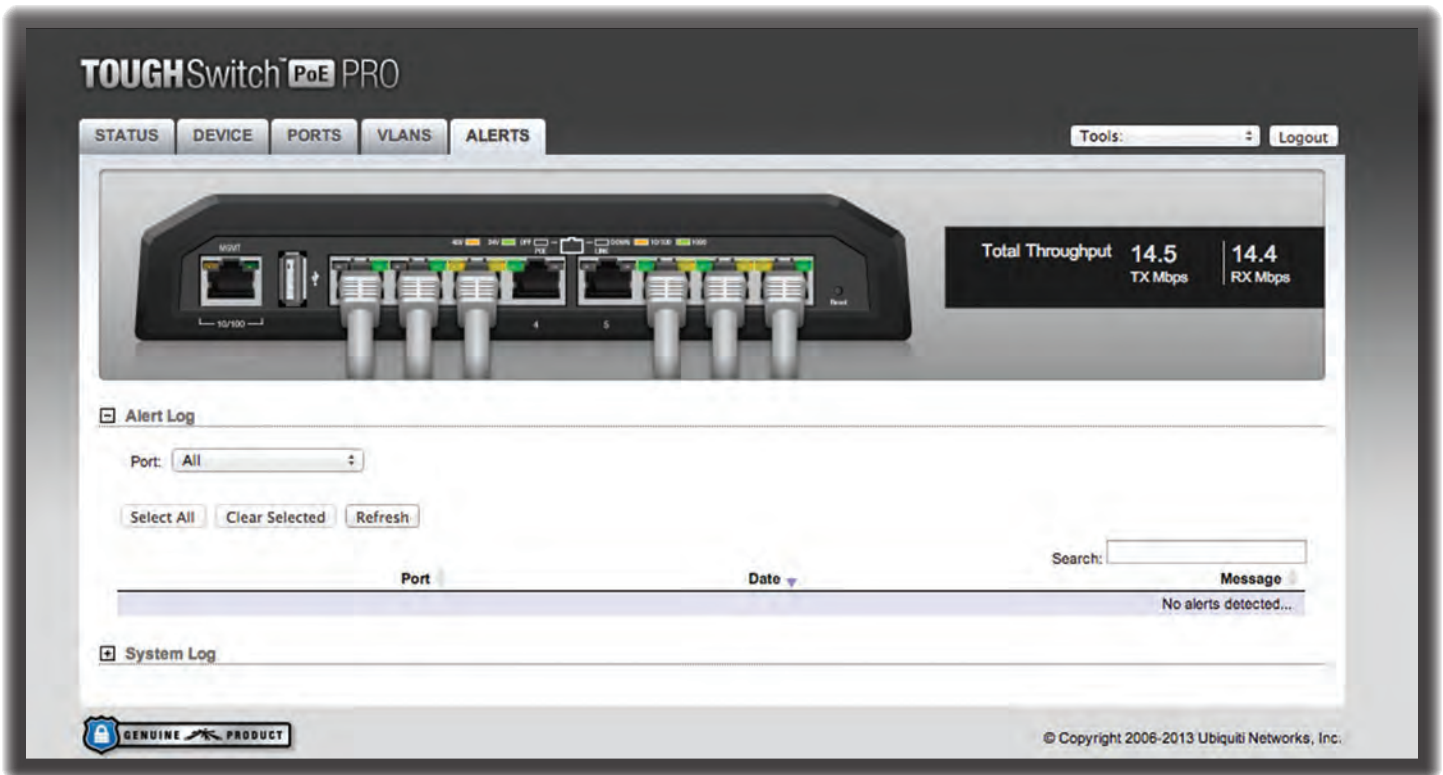 TOUGHSwitch™ PoE PRO
STATUS DEVICE PORTS VLANS ALERTS Tools: Logout
48V 24V OFF DOWN 10/100 1000
MGMT POE LINK
Reset
10/100 4 5
Total Throughput 14.5 14.4
TX Mbps RX Mbps
Alert Log
Port: All
Select All Clear Selected Refresh
Search:
Port Date Message
No alerts detected...
System Log
GENUINE PRODUCT
© Copyright 2006-2013 Ubiquiti Networks, Inc.